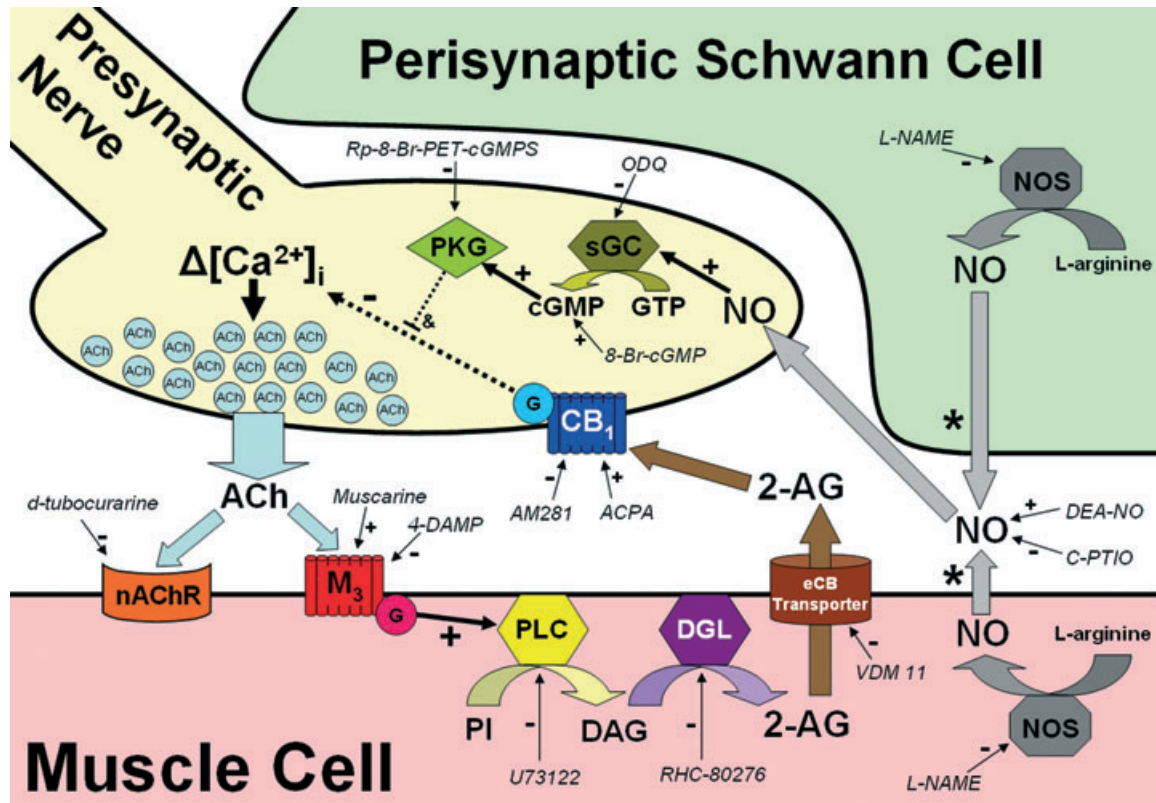 Presynaptic
Nerve
Perisynaptic Schwann Cell
Rp-8-Br-PET-cGMPS
-
ODQ
-
L-NAME
-
NOS
PKG
sGC
+
+
NO
L-arginine
Δ[Ca²⁺]ᵢ
-
&
cGMP
GTP
NO
+
8-Br-cGMP
ACh ACh ACh
ACh ACh ACh ACh ACh ACh
ACh ACh ACh ACh ACh ACh ACh
ACh ACh ACh ACh ACh
G
CB₁
*
-
+
AM281
ACPA
2-AG
d-tubocurarine
-
ACh
Muscarine
+
4-DAMP
-
NO
+
DEA-NO
-
C-PTIO
*
nAChR
M₃
G
+
PLC
DGL
eCB
Transporter
-
VDM 11
NO
L-arginine
PI
-
DAG
-
2-AG
NOS
Muscle Cell
U73122
RHC-80276
-
L-NAME